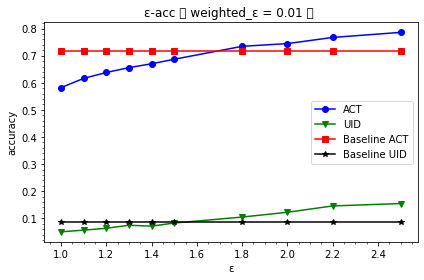 ε-acc （ weighted_ε = 0.01 ）
0.8
0.7
0.6
0.5
0.4
0.3
0.2
0.1
accuracy
ACT
UID
Baseline ACT
Baseline UID
1.0 1.2 1.4 1.6 1.8 2.0 2.2 2.4
ε